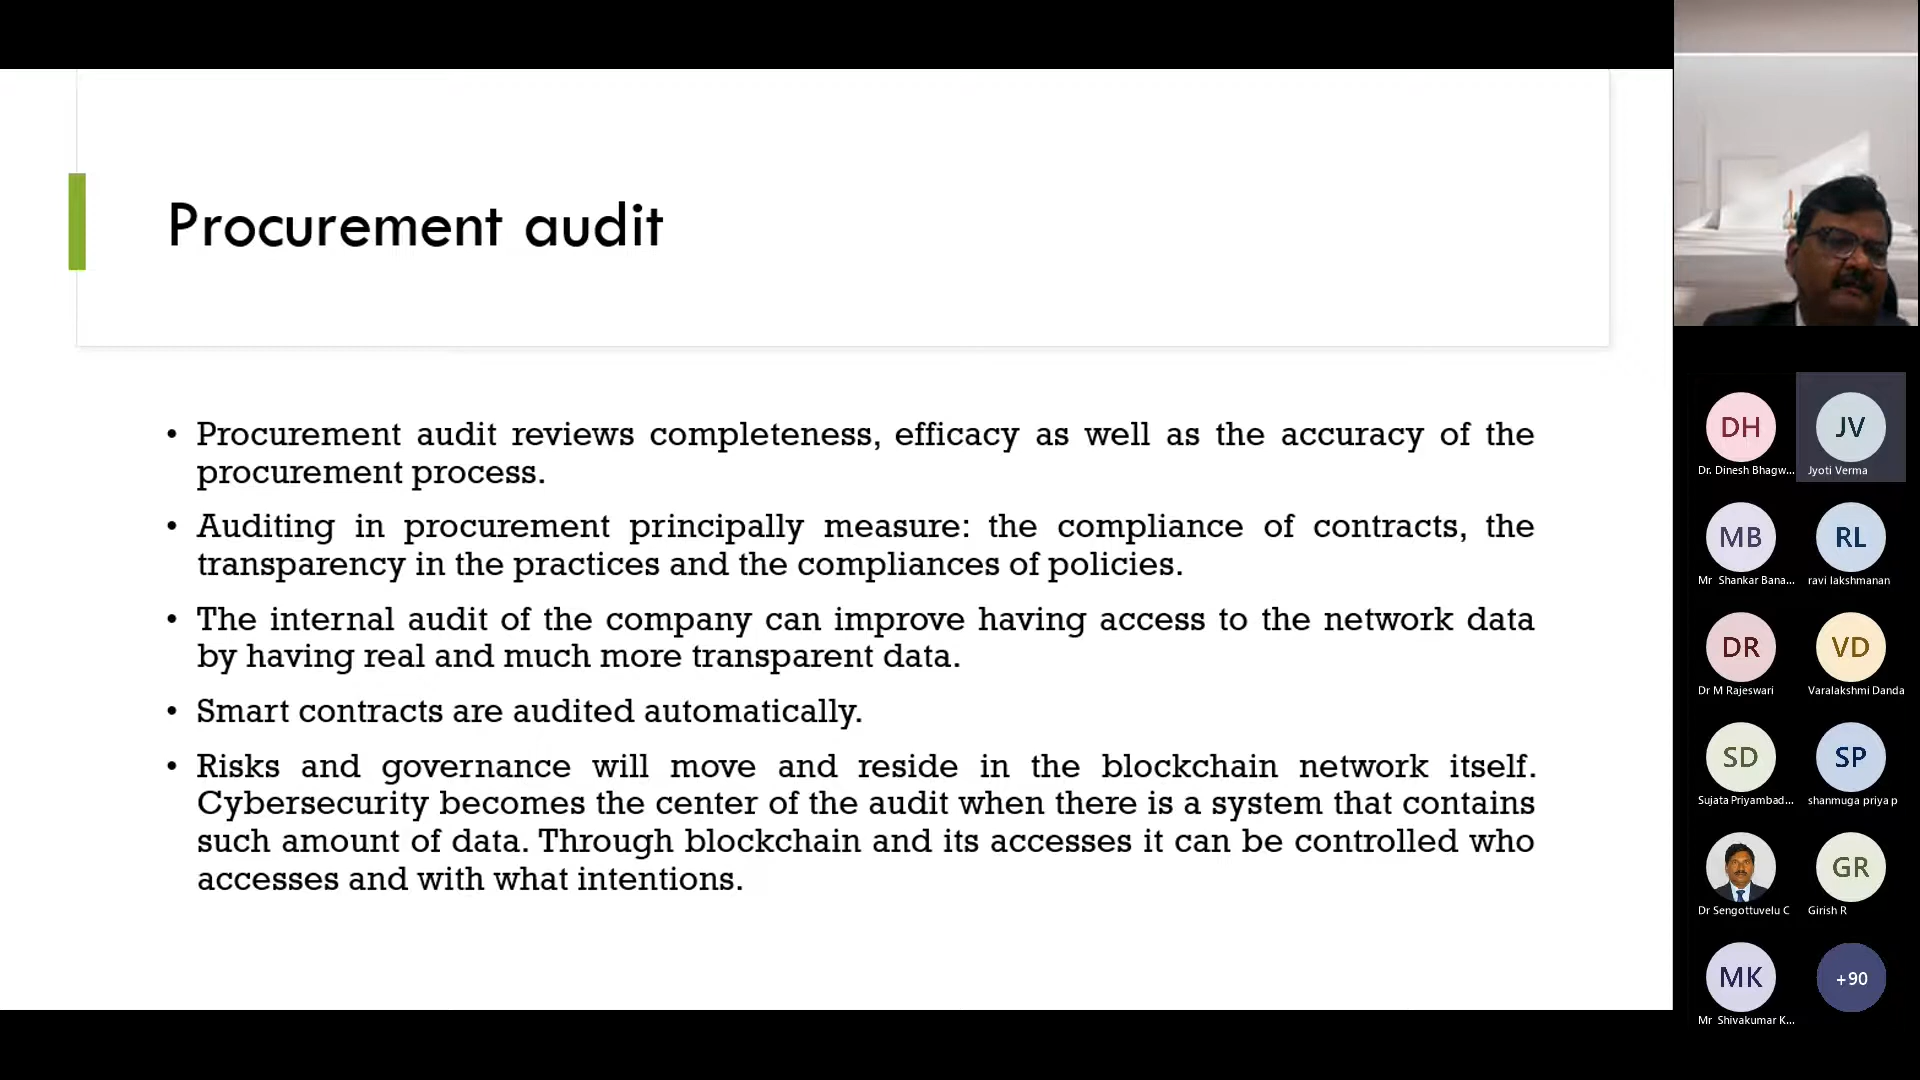 Procurement audit
• Procurement audit reviews completeness, efficacy as well as the accuracy of the
procurement process.
• Auditing in procurement principally measure: the compliance of contracts, the
transparency in the practices and the compliances of policies.
• The internal audit of the company can improve having access to the network data
by having real and much more transparent data.
• Smart contracts are audited automatically.
• Risks and governance will move and reside in the blockchain network itself.
Cybersecurity becomes the center of the audit when there is a system that contains
such amount of data. Through blockchain and its accesses it can be controlled who
accesses and with what intentions.
DH
Dr. Dinesh Bhagw...
JV
Jyoti Verma
MB
Mr Shankar Bana...
RL
ravi lakshmanan
DR
Dr M Rajeswari
VD
Varalakshmi Danda
SD
Sujata Priyambad...
SP
shanmuga priya p
Dr Sengottuvelu C
GR
Girish R
MK
Mr Shivakumar K...
+90